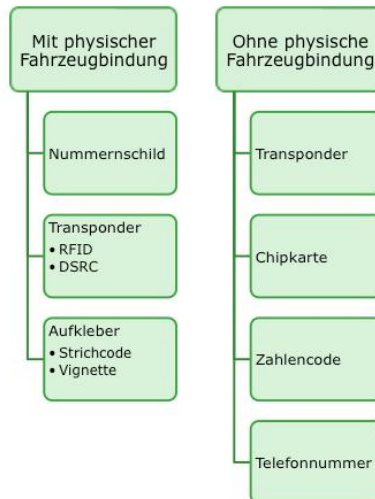 Mit physischer
Fahrzeugbindung
Nummernschild
Transponder
• RFID
• DSRC
Aufkleber
• Strichcode
• Vignette
Ohne physische
Fahrzeugbindung
Transponder
Chipkarte
Zahlencode
Telefonnummer